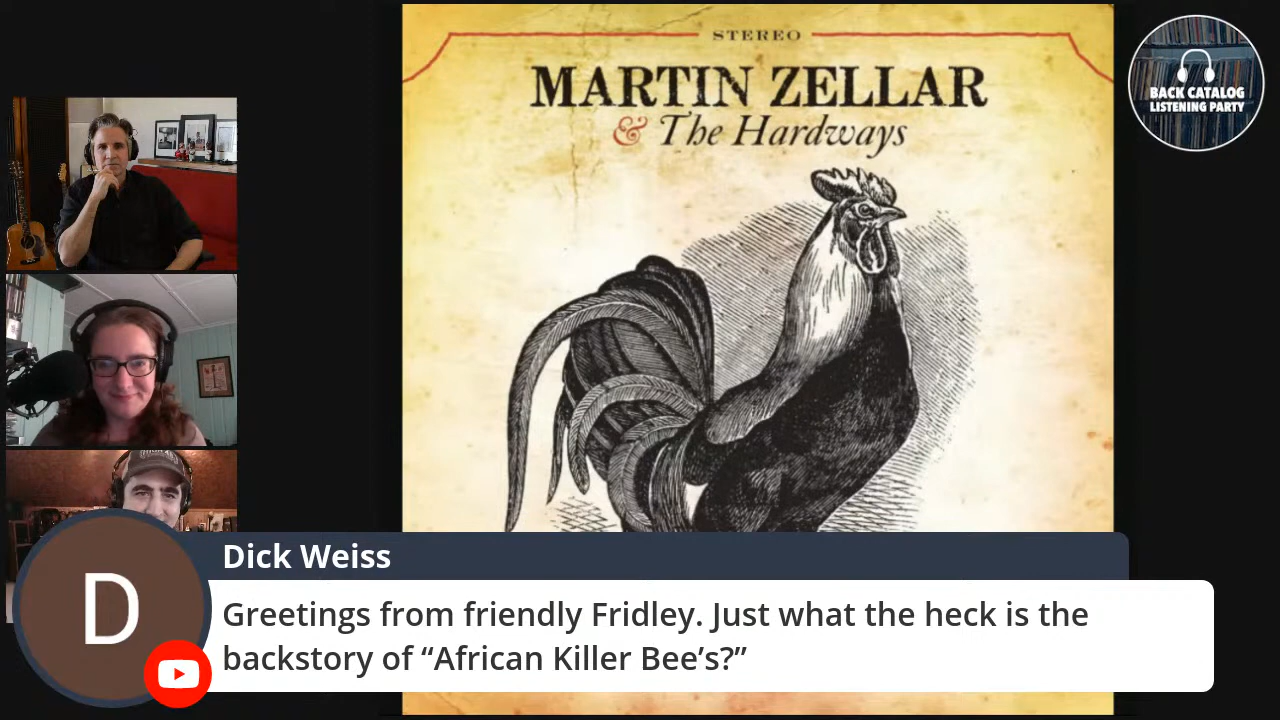 STEREO
MARTIN ZELLAR
& The Hardways
BACK CATALOG
LISTENING PARTY
Dick Weiss
D
Greetings from friendly Fridley. Just what the heck is the
backstory of “African Killer Bee’s?”